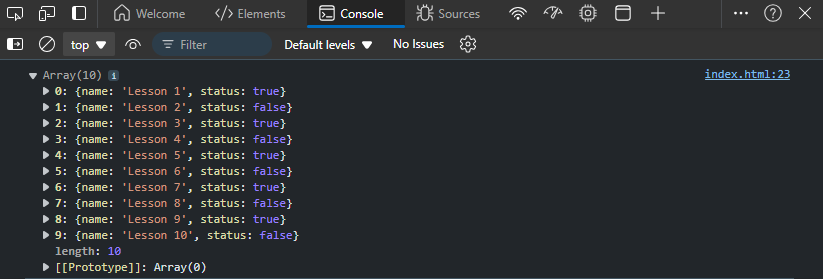 Welcome </> Elements Console Sources
top Filter Default levels No Issues
Array(10) i index.html:23
0: {name: 'Lesson 1', status: true}
1: {name: 'Lesson 2', status: false}
2: {name: 'Lesson 3', status: true}
3: {name: 'Lesson 4', status: false}
4: {name: 'Lesson 5', status: true}
5: {name: 'Lesson 6', status: false}
6: {name: 'Lesson 7', status: true}
7: {name: 'Lesson 8', status: false}
8: {name: 'Lesson 9', status: true}
9: {name: 'Lesson 10', status: false}
length: 10
[[Prototype]]: Array(0)